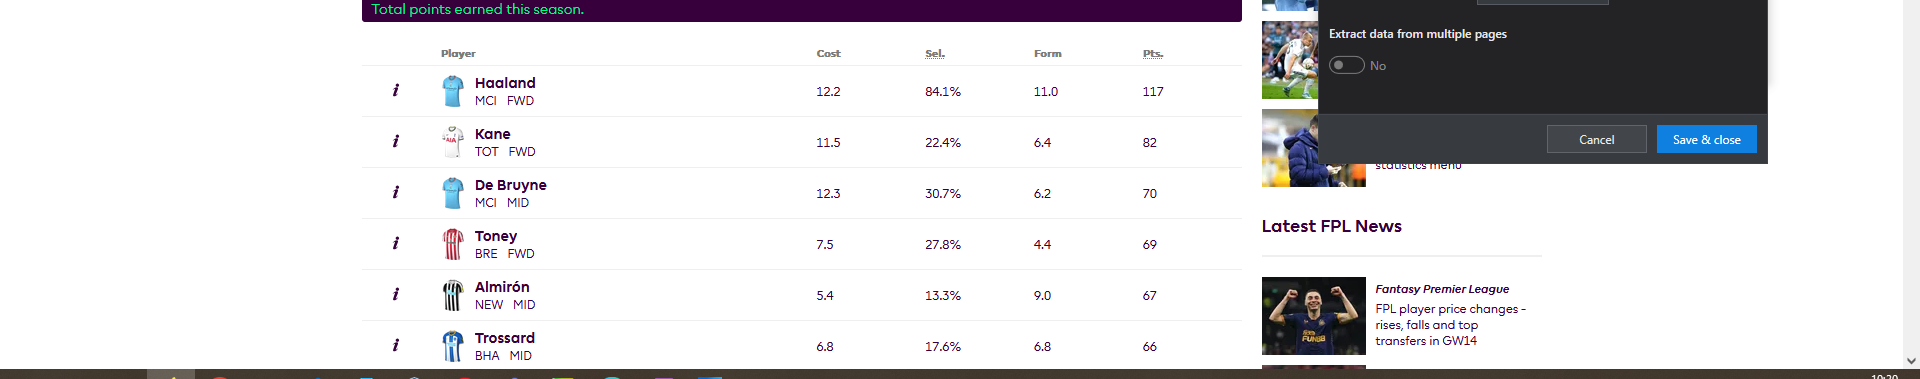 Total points earned this season.
Player Cost Sel. Form Pts.
i Haaland 12.2 84.1% 11.0 117
MCI FWD
i Kane 11.5 22.4% 6.4 82
TOT FWD
i De Bruyne 12.3 30.7% 6.2 70
MCI MID
i Toney 7.5 27.8% 4.4 69
BRE FWD
i Almirón 5.4 13.3% 9.0 67
NEW MID
i Trossard 6.8 17.6% 6.8 66
BHA MID
Extract data from multiple pages
No
Cancel Save & close
statistics menu
Latest FPL News
Fantasy Premier League
FPL player price changes -
rises, falls and top
transfers in GW14